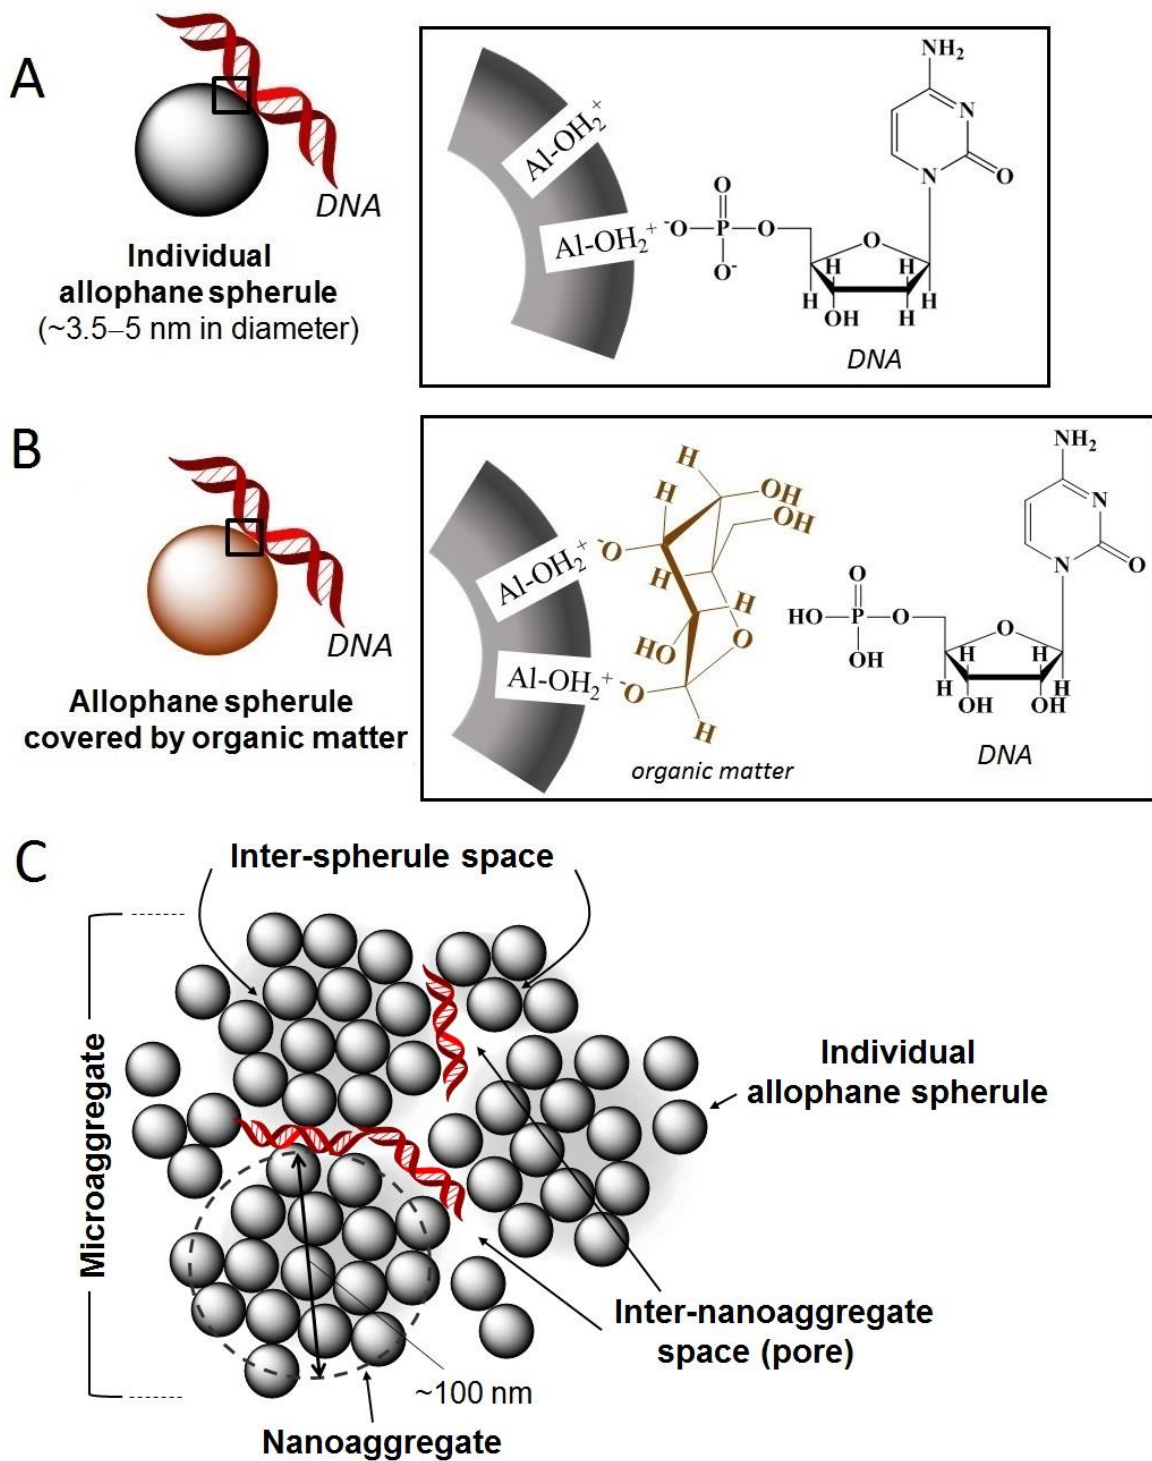 A
DNA
Individual
allophane spherule
(~3.5–5 nm in diameter)
Al-OH₂⁺
Al-OH₂⁺
⁻O
P
O
O
O⁻
O
H
H
H
H
OH
H
N
N
O
NH₂
DNA
B
DNA
Allophane spherule
covered by organic matter
Al-OH₂⁺
Al-OH₂⁺
⁻O
⁻O
H
H
OH
OH
H
H
HO
O
H
organic matter
HO
P
O
O
OH
O
H
H
H
H
OH
OH
N
N
O
NH₂
DNA
C
Inter-spherule space
Microaggregate
Individual
allophane spherule
Inter-nanoaggregate
space (pore)
~100 nm
Nanoaggregate